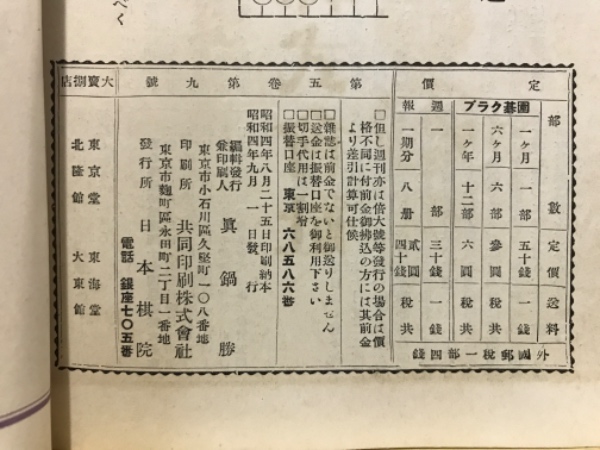 べく
定價
部數 定價 送料
囲碁クラブ
一ヶ月 一部 五十錢 一錢
六ヶ月 六部 參圓 稅共
一ヶ年 十二部 六圓 稅共
週報
一部 三十錢 一錢
一期分 八册 貳圓四十錢 稅共
外國郵稅一部四錢
第五卷第九號
□但し週刊亦は倍大號等發行の場合は價
格不同に付前金御拂込の方には其前金
より差引計算可仕候
□雜誌は前金でないと御送りしません
□送金は振替口座を御利用下さい
□切手代用は一割增
□振替口座 東京 六八五八六番
昭和四年八月二十五日印刷納本
昭和四年九月一日發行
編輯發行
兼印刷人 眞鍋勝
東京市小石川區久堅町一〇八番地
印刷所 共同印刷株式會社
東京市麴町區永田町二丁目一番地
發行所 日本棋院
電話 銀座七〇五番
大賣捌店
東京堂 東海堂
北隆館 大東館